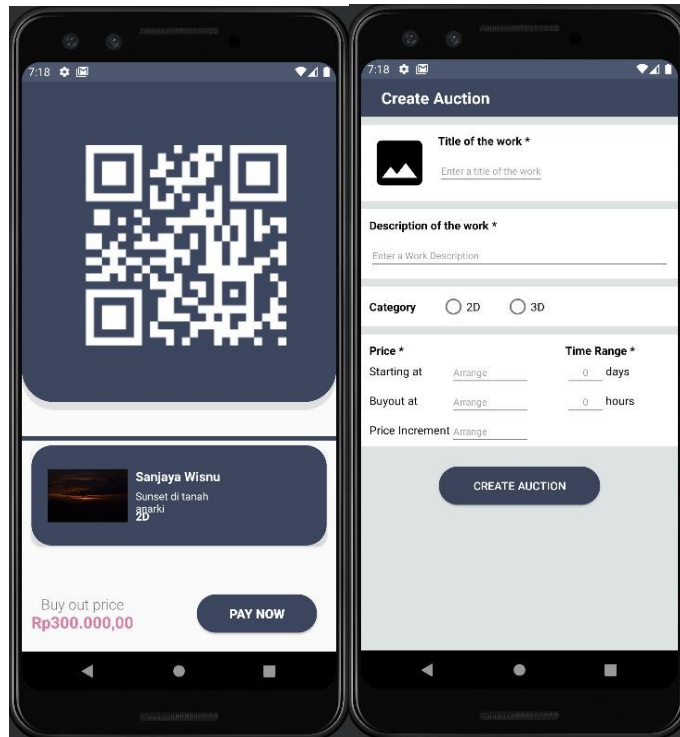 7:18
Sanjaya Wisnu
Sunset di tanah
anarki
2D
Buy out price
Rp300.000,00
PAY NOW
7:18
Create Auction
Title of the work *
Enter a title of the work
Description of the work *
Enter a Work Description
Category 2D 3D
Price * Time Range *
Starting at Arrange 0 days
Buyout at Arrange 0 hours
Price Increment Arrange
CREATE AUCTION